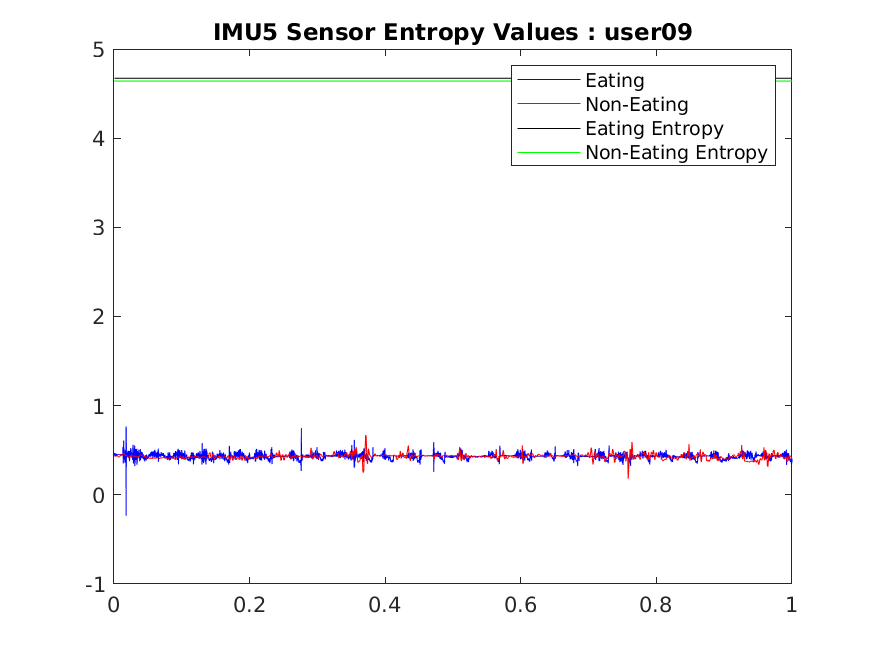 IMU5 Sensor Entropy Values : user09
5
4
3
2
1
0
-1
Eating
Non-Eating
Eating Entropy
Non-Eating Entropy
0 0.2 0.4 0.6 0.8 1